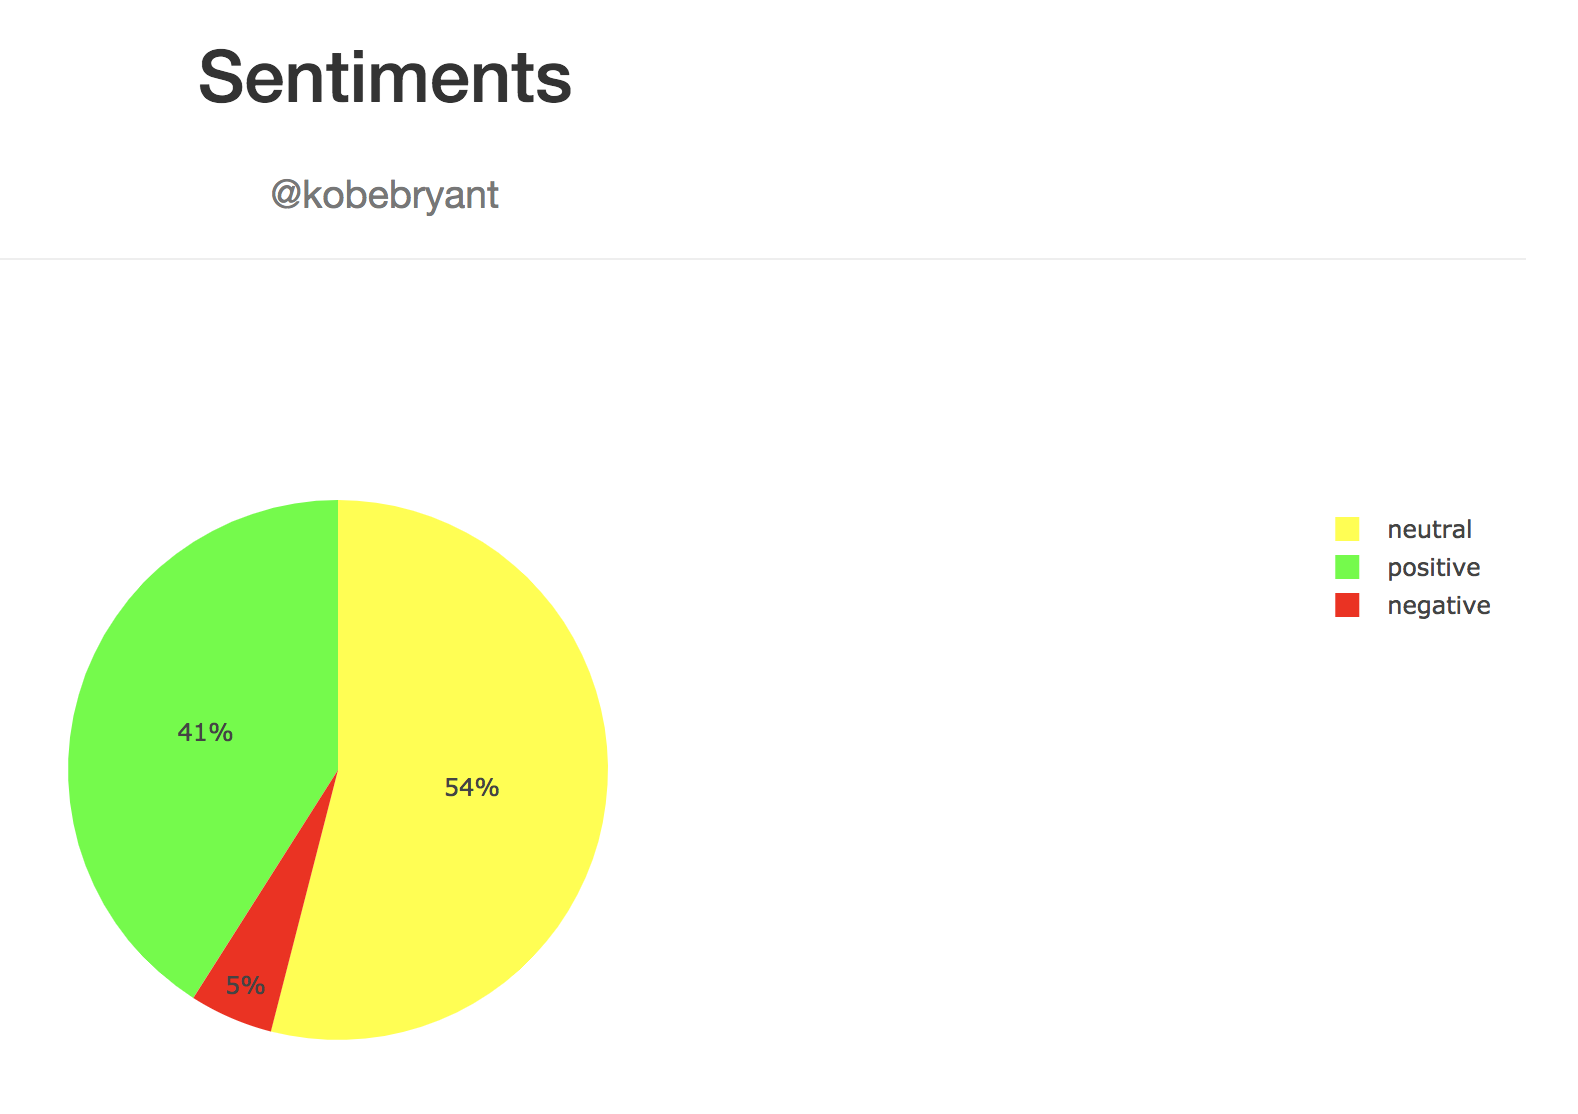 Sentiments
@kobebryant
neutral
positive
negative
41%
54%
5%